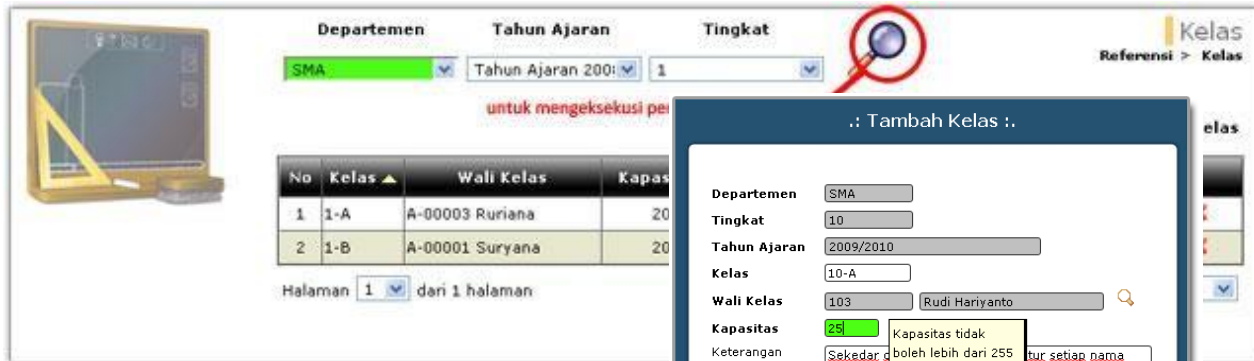 Departemen Tahun Ajaran Tingkat
SMA Tahun Ajaran 200 1
Kelas
Referensi > Kelas
untuk mengeksekusi
elas
No Kelas Wali Kelas Kapas
1 1-A A-00003 Ruriana 20
2 1-B A-00001 Suryana 20
Halaman 1 dari 1 halaman
.: Tambah Kelas :.
Departemen SMA
Tingkat 10
Tahun Ajaran 2009/2010
Kelas 10-A
Wali Kelas 103 Rudi Hariyanto
Kapasitas 25
Kapasitas tidak
boleh lebih dari 255
Keterangan Sekedar setiap nama